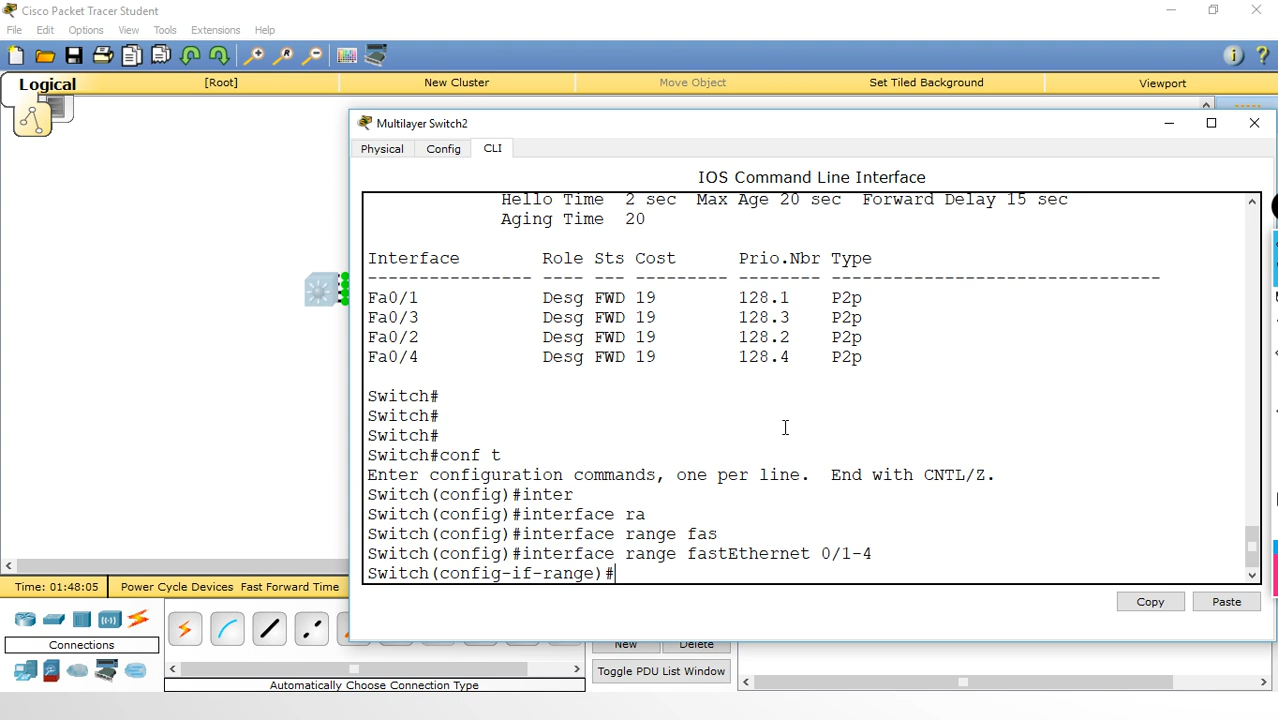 Cisco Packet Tracer Student
File Edit Options View Tools Extensions Help
Logical [Root] New Cluster Move Object Set Tiled Background Viewport
Multilayer Switch2
Physical Config CLI
IOS Command Line Interface
Hello Time 2 sec Max Age 20 sec Forward Delay 15 sec
Aging Time 20
Interface Role Sts Cost Prio.Nbr Type
---------------- ---- --- --------- -------- --------------------------------
Fa0/1 Desg FWD 19 128.1 P2p
Fa0/3 Desg FWD 19 128.3 P2p
Fa0/2 Desg FWD 19 128.2 P2p
Fa0/4 Desg FWD 19 128.4 P2p
Switch#
Switch#
Switch#
Switch#conf t
Enter configuration commands, one per line. End with CNTL/Z.
Switch(config)#inter
Switch(config)#interface ra
Switch(config)#interface range fas
Switch(config)#interface range fastEthernet 0/1-4
Switch(config-if-range)#
Copy Paste
Time: 01:48:05 Power Cycle Devices Fast Forward Time
Connections
New Delete
Toggle PDU List Window
Automatically Choose Connection Type